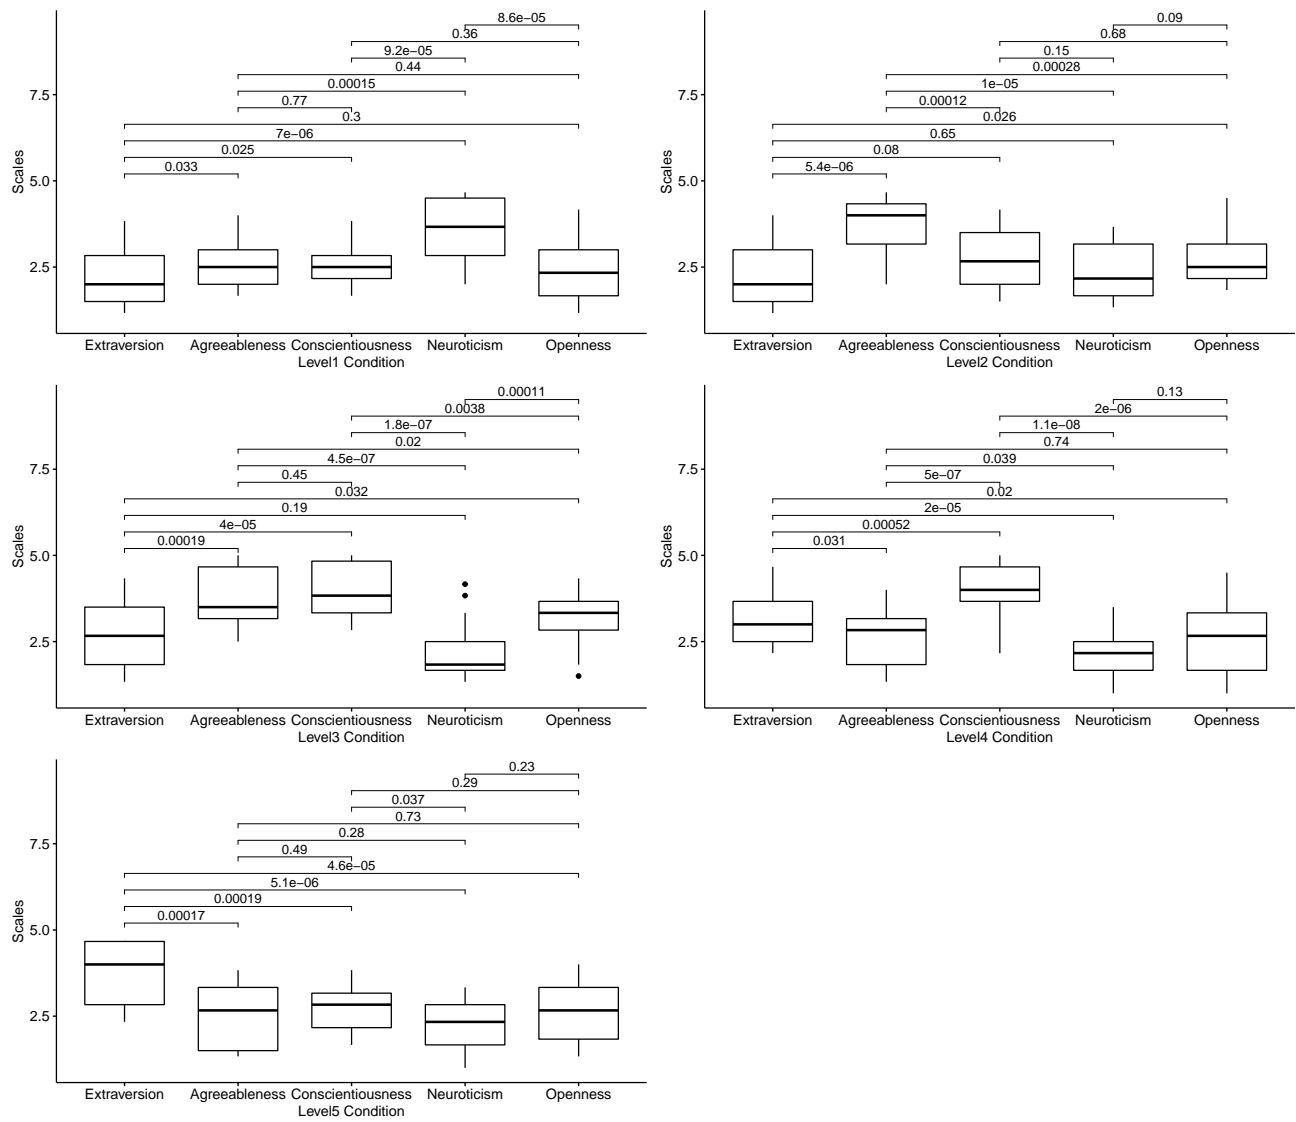 8.6e−05
0.36
9.2e−05
0.44
0.00015
0.77
0.3
7e−06
0.025
0.033
7.5
5.0
2.5
Scales
Extraversion Agreeableness Conscientiousness Neuroticism Openness
Level1 Condition
0.09
0.68
0.15
0.00028
1e−05
0.00012
0.026
0.65
0.08
5.4e−06
7.5
5.0
2.5
Scales
Extraversion Agreeableness Conscientiousness Neuroticism Openness
Level2 Condition
0.00011
0.0038
1.8e−07
0.02
4.5e−07
0.45
0.032
0.19
4e−05
0.00019
7.5
5.0
2.5
Scales
Extraversion Agreeableness Conscientiousness Neuroticism Openness
Level3 Condition
0.13
2e−06
1.1e−08
0.74
0.039
5e−07
0.02
2e−05
0.00052
0.031
7.5
5.0
2.5
Scales
Extraversion Agreeableness Conscientiousness Neuroticism Openness
Level4 Condition
0.23
0.29
0.037
0.73
0.28
0.49
4.6e−05
5.1e−06
0.00019
0.00017
7.5
5.0
2.5
Scales
Extraversion Agreeableness Conscientiousness Neuroticism Openness
Level5 Condition